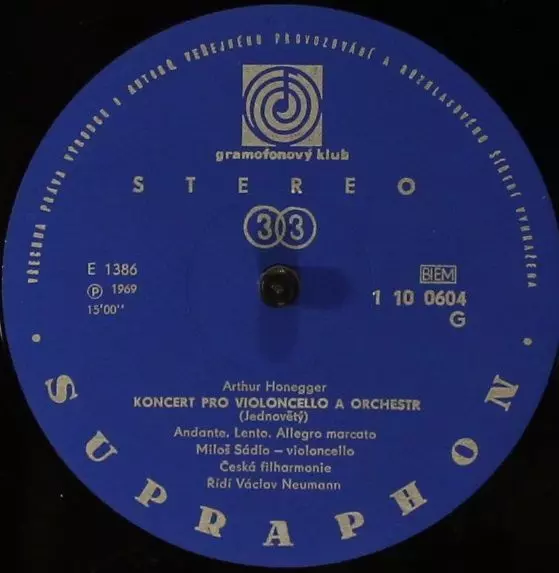 VŠECHNA PRÁVA VÝROBCU A AUTORŮ VEŘEJNÉHO PROVOZOVÁNÍ A ROZHLASOVÉHO ŠÍŘENÍ VYHRAZENA
gramofonový klub
STEREO
33
E 1386
℗ 1969
15'00''
BIEM
1 10 0604
G
Arthur Honegger
KONCERT PRO VIOLONCELLO A ORCHESTR
(Jednovětý)
Andante. Lento. Allegro marcato
Miloš Sádlo – violoncello
Česká filharmonie
Řídí Václav Neumann
SUPRAPHON